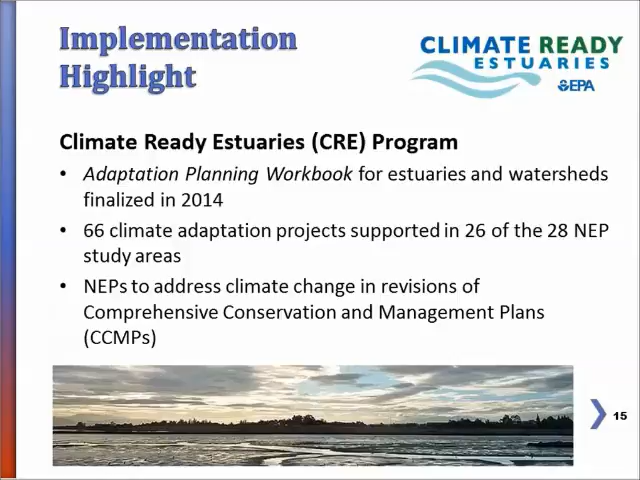 Implementation
Highlight
CLIMATE READY
ESTUARIES
EPA
Climate Ready Estuaries (CRE) Program
• Adaptation Planning Workbook for estuaries and watersheds
finalized in 2014
• 66 climate adaptation projects supported in 26 of the 28 NEP
study areas
• NEPs to address climate change in revisions of
Comprehensive Conservation and Management Plans
(CCMPs)
15